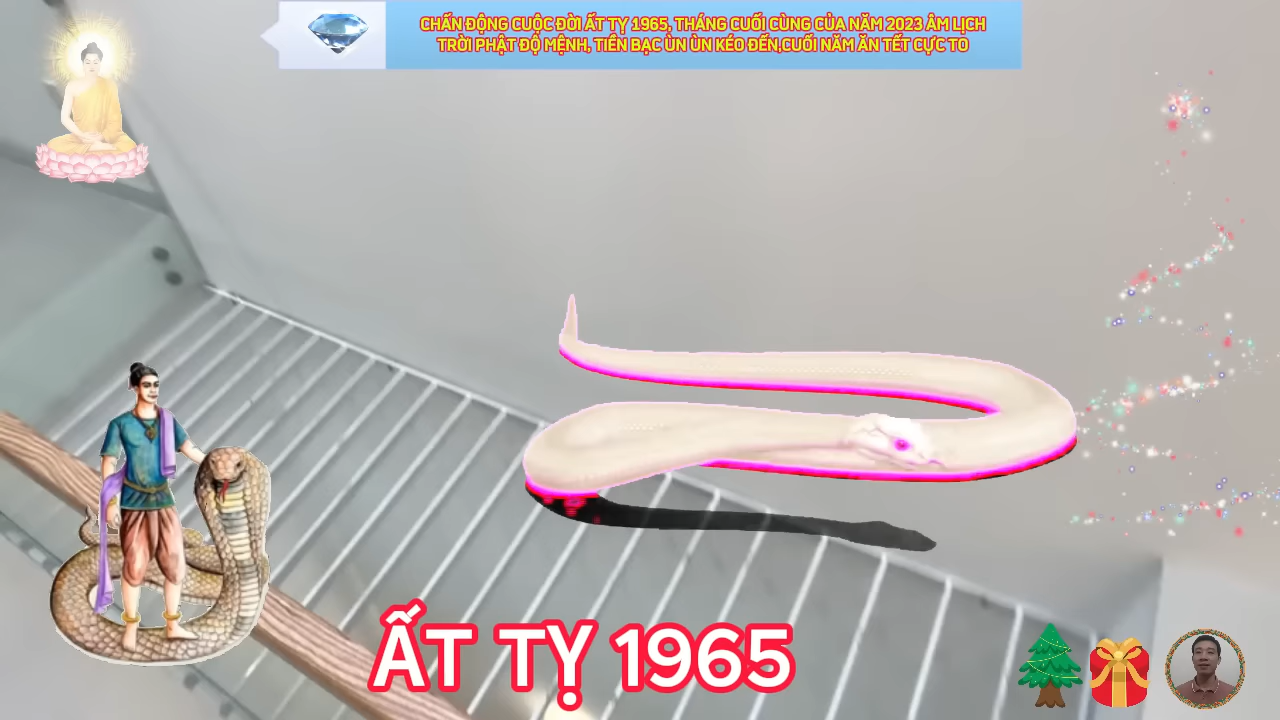 CHẤN ĐỘNG CUỘC ĐỜI ẤT TỴ 1965, THÁNG CUỐI CÙNG CỦA NĂM 2023 ÂM LỊCH
TRỜI PHẬT ĐỘ MỆNH, TIỀN BẠC ÙN ÙN KÉO ĐẾN,CUỐI NĂM ĂN TẾT CỰC TO
ẤT TỴ 1965